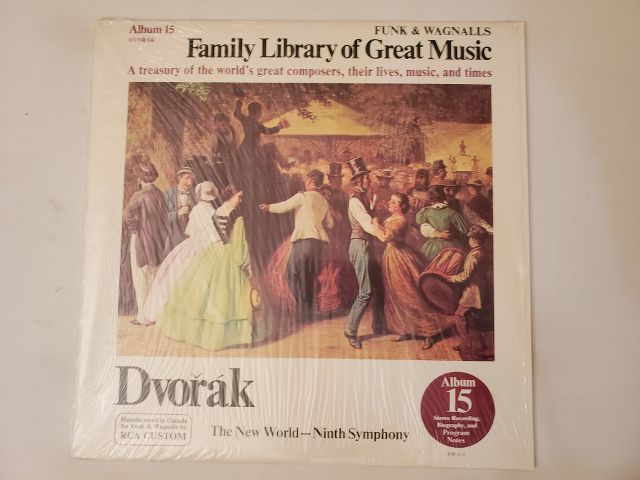 Album 15
DVOŘÁK
FUNK & WAGNALLS
Family Library of Great Music
A treasury of the world's great composers, their lives, music, and times
Dvořák
Manufactured in Canada
for Funk & Wagnalls by
RCA CUSTOM
The New World—Ninth Symphony
Album
15
Stereo Recording,
Biography, and
Program
Notes